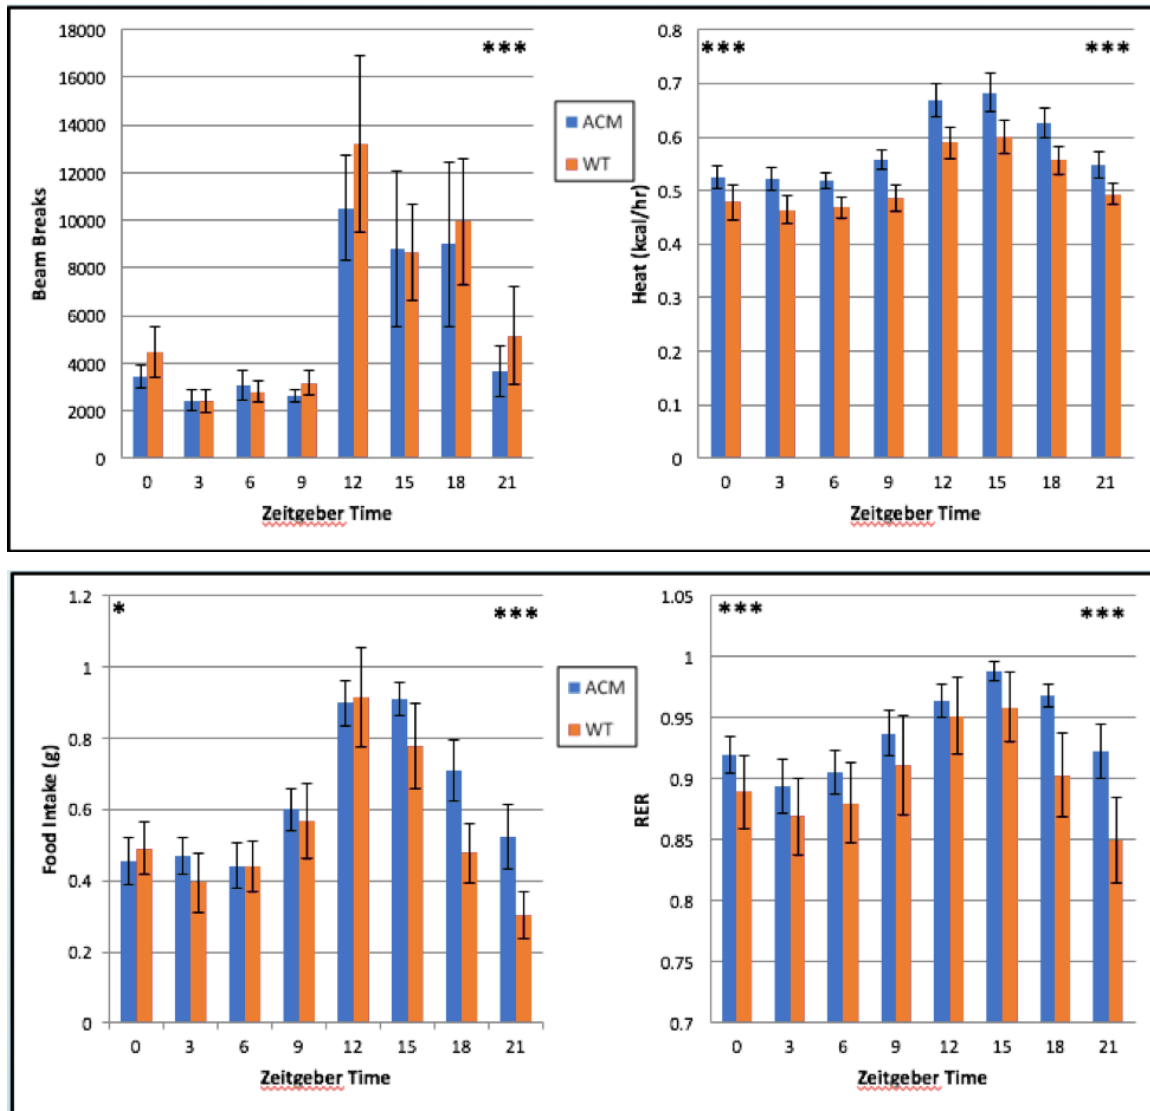 18000
16000
14000
12000
10000
8000
6000
4000
2000
0
Beam Breaks
***
0 3 6 9 12 15 18 21
Zeitgeber Time
ACM
WT
0.8
0.7
0.6
0.5
0.4
0.3
0.2
0.1
0
Heat (kcal/hr)
*** ***
0 3 6 9 12 15 18 21
Zeitgeber Time
1.2
1
0.8
0.6
0.4
0.2
0
Food Intake (g)
* ***
0 3 6 9 12 15 18 21
Zeitgeber Time
ACM
WT
1.05
1
0.95
0.9
0.85
0.8
0.75
0.7
RER
*** ***
0 3 6 9 12 15 18 21
Zeitgeber Time